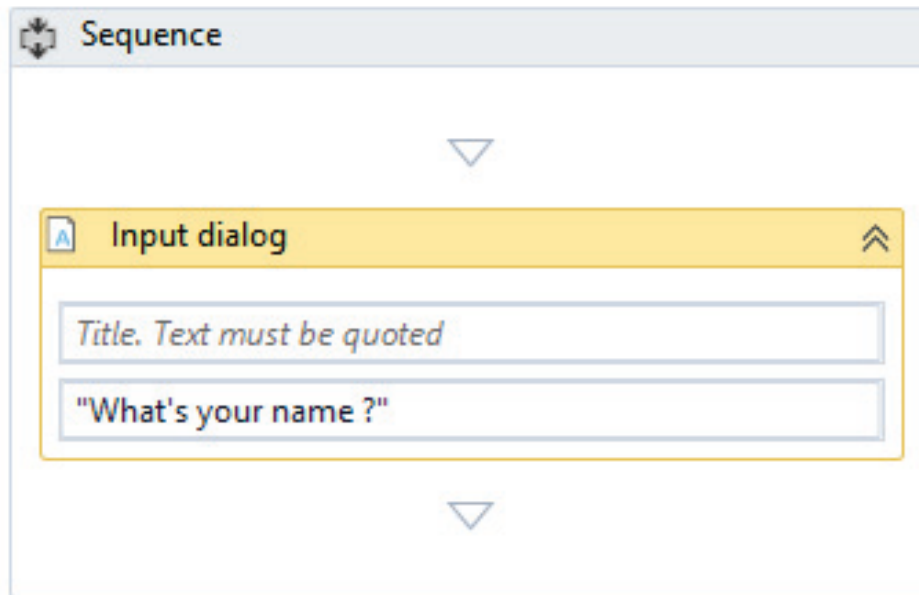 Sequence
Input dialog
Title. Text must be quoted
"What's your name ?"